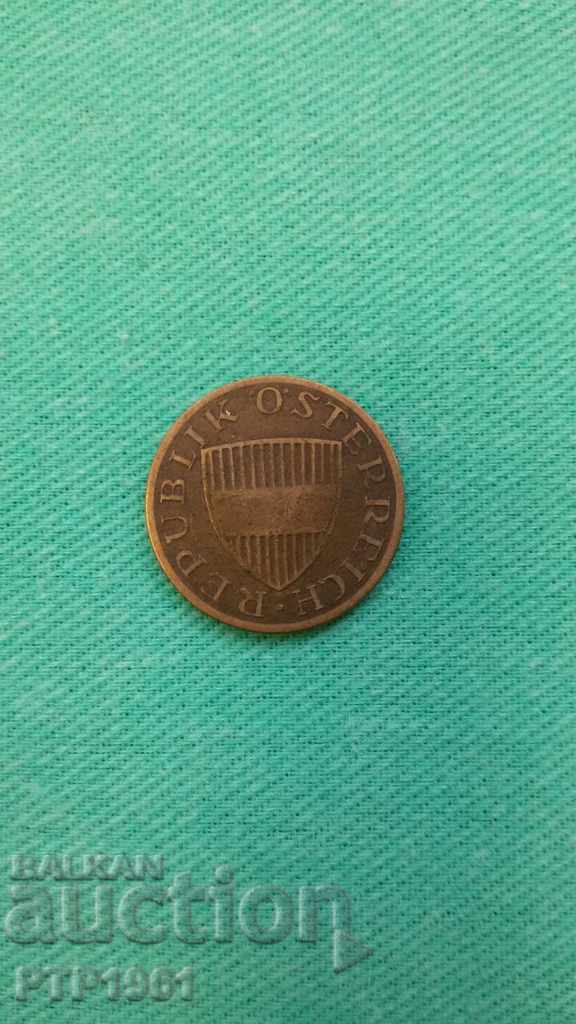 REPUBLIK ÖSTERREICH ·
BALKAN
auction
PTP1961